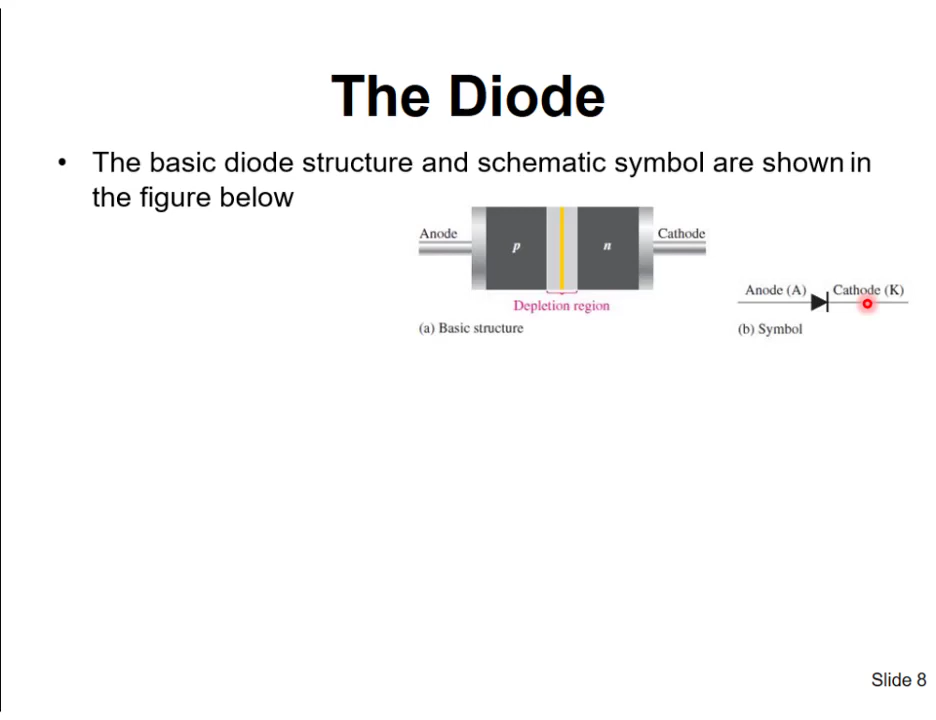 The Diode
• The basic diode structure and schematic symbol are shown in
the figure below
Anode
p
n
Cathode
Depletion region
(a) Basic structure
Anode (A)
Cathode (K)
(b) Symbol
Slide 8